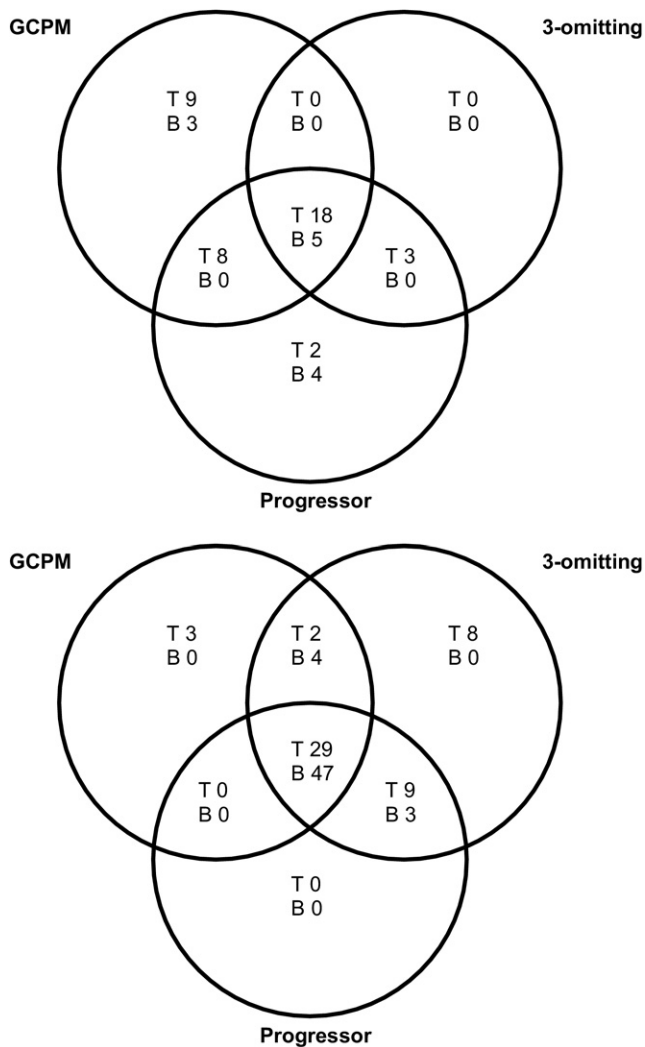 GCPM
3-omitting
T 9
B 3
T 0
B 0
T 0
B 0
T 18
B 5
T 8
B 0
T 3
B 0
T 2
B 4
Progressor
GCPM
3-omitting
T 3
B 0
T 2
B 4
T 8
B 0
T 29
B 47
T 0
B 0
T 9
B 3
T 0
B 0
Progressor